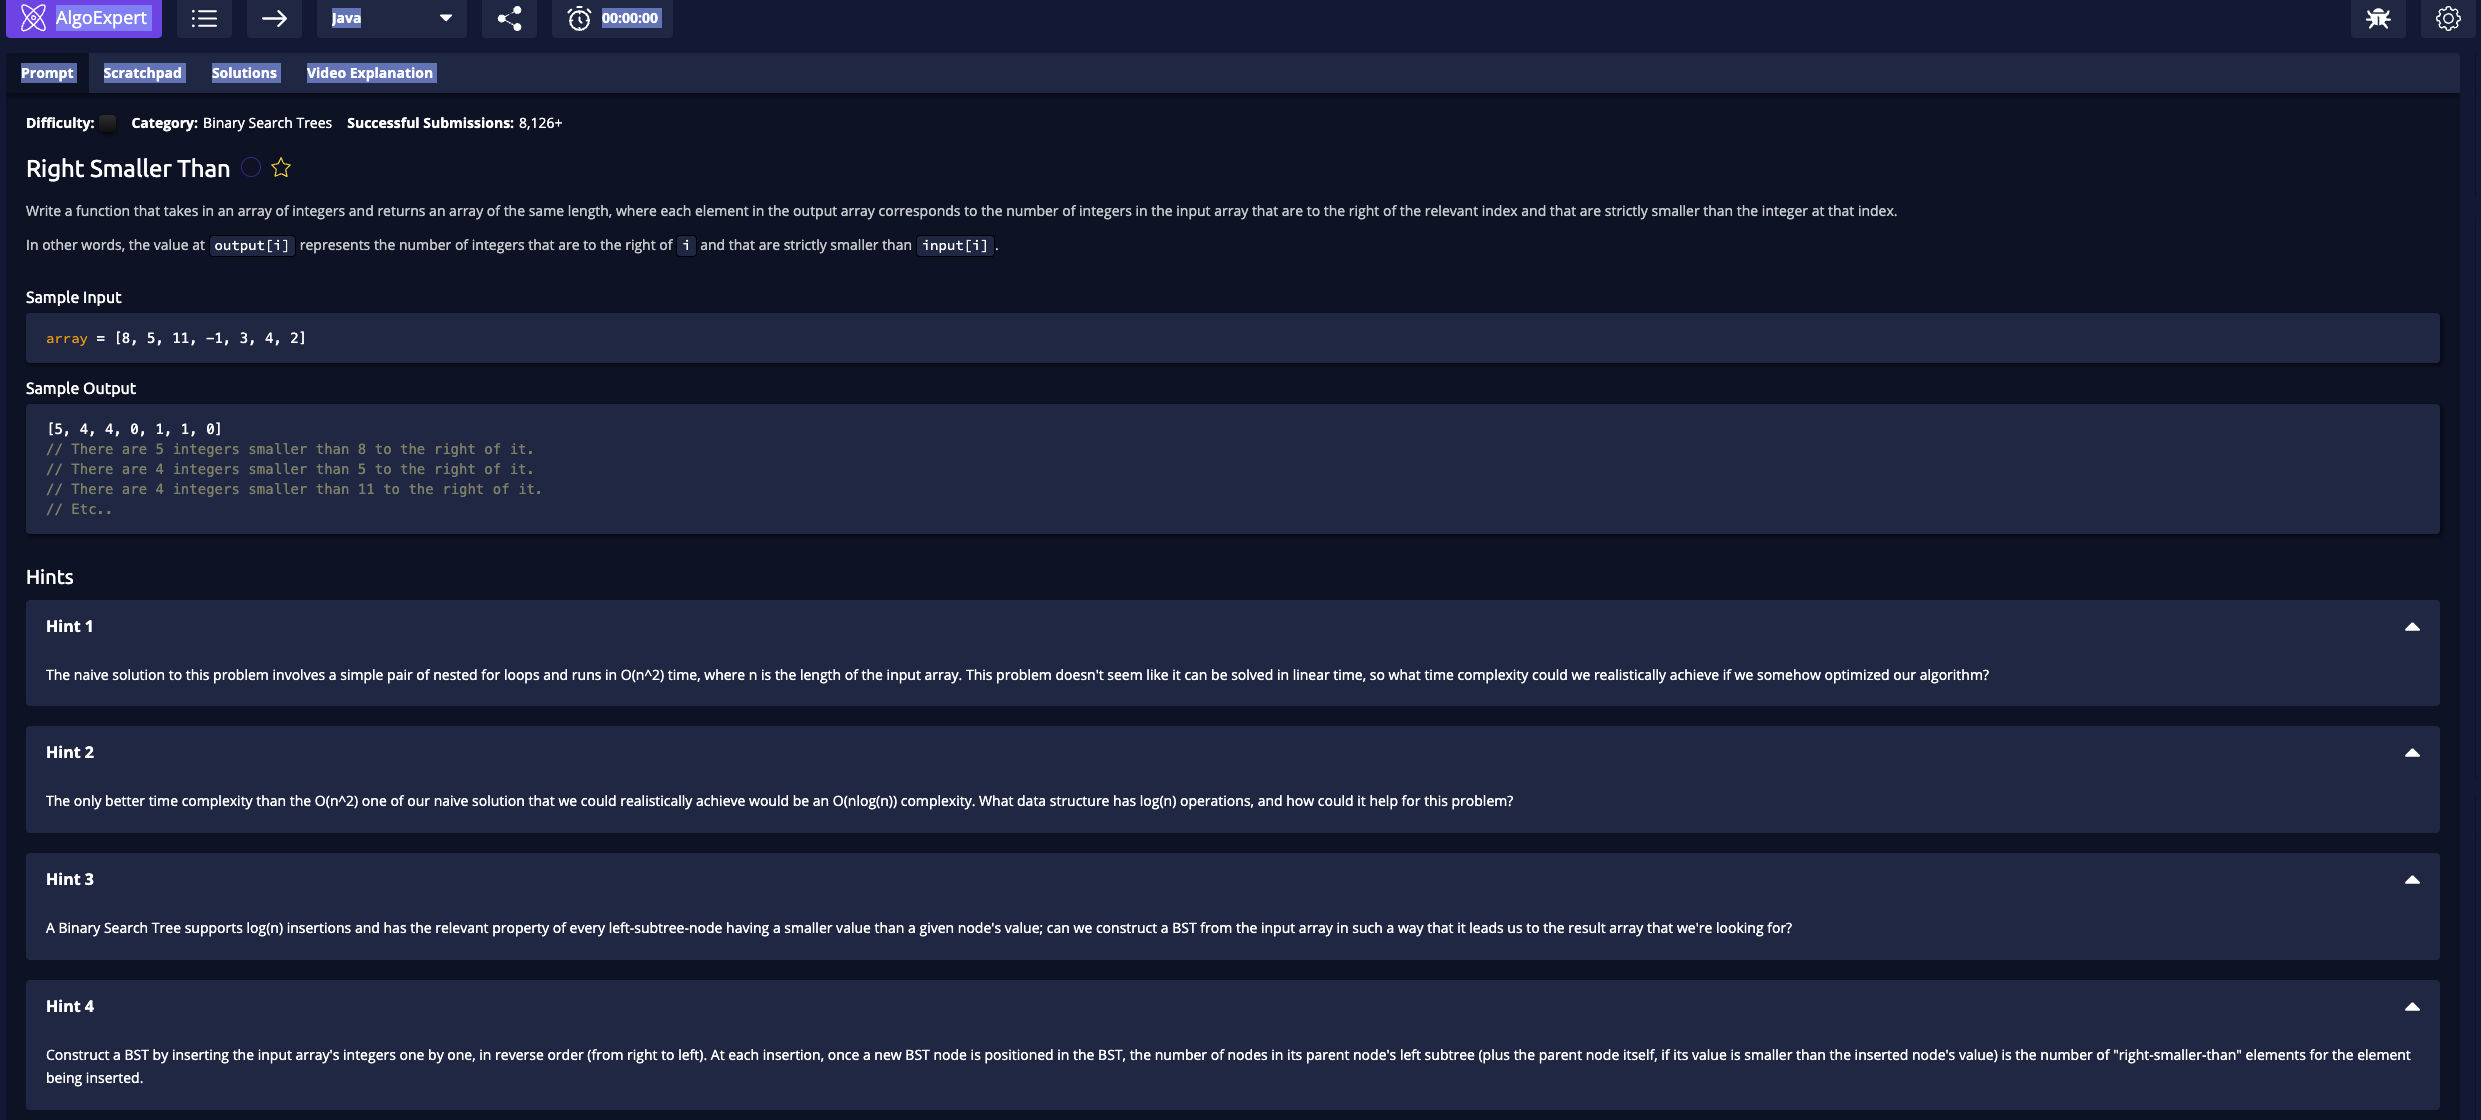 AlgoExpert
Java
00:00:00
Prompt Scratchpad Solutions Video Explanation
Difficulty: Category: Binary Search Trees Successful Submissions: 8,126+
Right Smaller Than
Write a function that takes in an array of integers and returns an array of the same length, where each element in the output array corresponds to the number of integers in the input array that are to the right of the relevant index and that are strictly smaller than the integer at that index.
In other words, the value at output[i] represents the number of integers that are to the right of i and that are strictly smaller than input[i].
Sample Input
array = [8, 5, 11, -1, 3, 4, 2]
Sample Output
[5, 4, 4, 0, 1, 1, 0]
// There are 5 integers smaller than 8 to the right of it.
// There are 4 integers smaller than 5 to the right of it.
// There are 4 integers smaller than 11 to the right of it.
// Etc..
Hints
Hint 1
The naive solution to this problem involves a simple pair of nested for loops and runs in O(n^2) time, where n is the length of the input array. This problem doesn't seem like it can be solved in linear time, so what time complexity could we realistically achieve if we somehow optimized our algorithm?
Hint 2
The only better time complexity than the O(n^2) one of our naive solution that we could realistically achieve would be an O(nlog(n)) complexity. What data structure has log(n) operations, and how could it help for this problem?
Hint 3
A Binary Search Tree supports log(n) insertions and has the relevant property of every left-subtree-node having a smaller value than a given node's value; can we construct a BST from the input array in such a way that it leads us to the result array that we're looking for?
Hint 4
Construct a BST by inserting the input array's integers one by one, in reverse order (from right to left). At each insertion, once a new BST node is positioned in the BST, the number of nodes in its parent node's left subtree (plus the parent node itself, if its value is smaller than the inserted node's value) is the number of "right-smaller-than" elements for the element
being inserted.